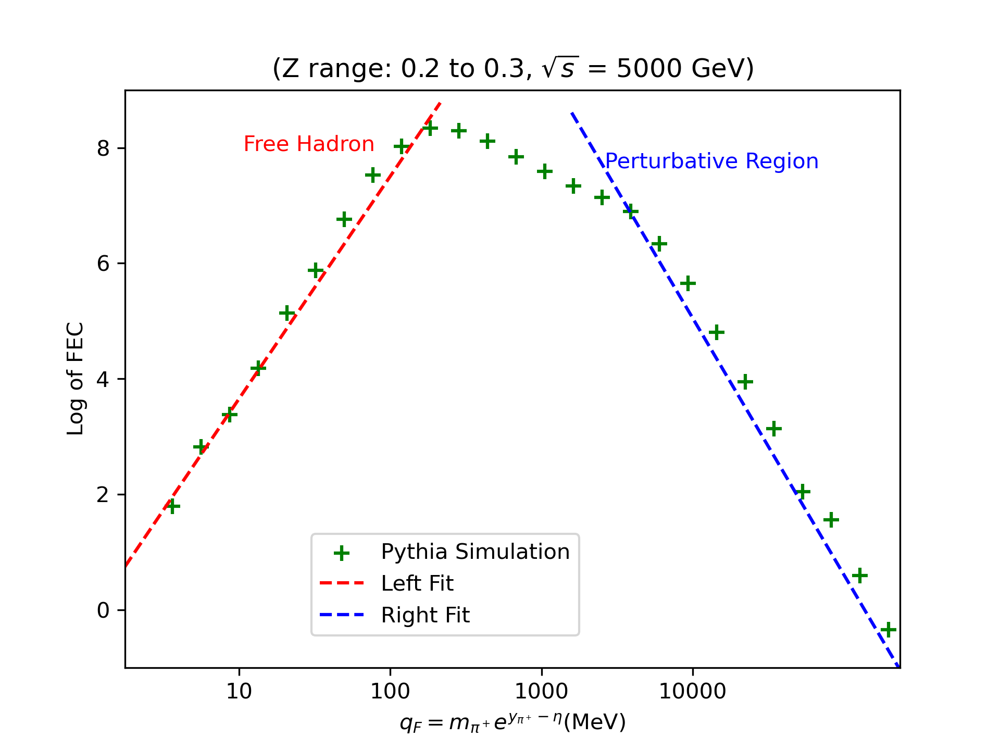 (Z range: 0.2 to 0.3, √s = 5000 GeV)
Free Hadron
Perturbative Region
8
6
4
2
0
Log of FEC
Pythia Simulation
Left Fit
Right Fit
10 100 1000 10000
q_F = m_{π⁺}e^{y_{π⁺} − η}(MeV)